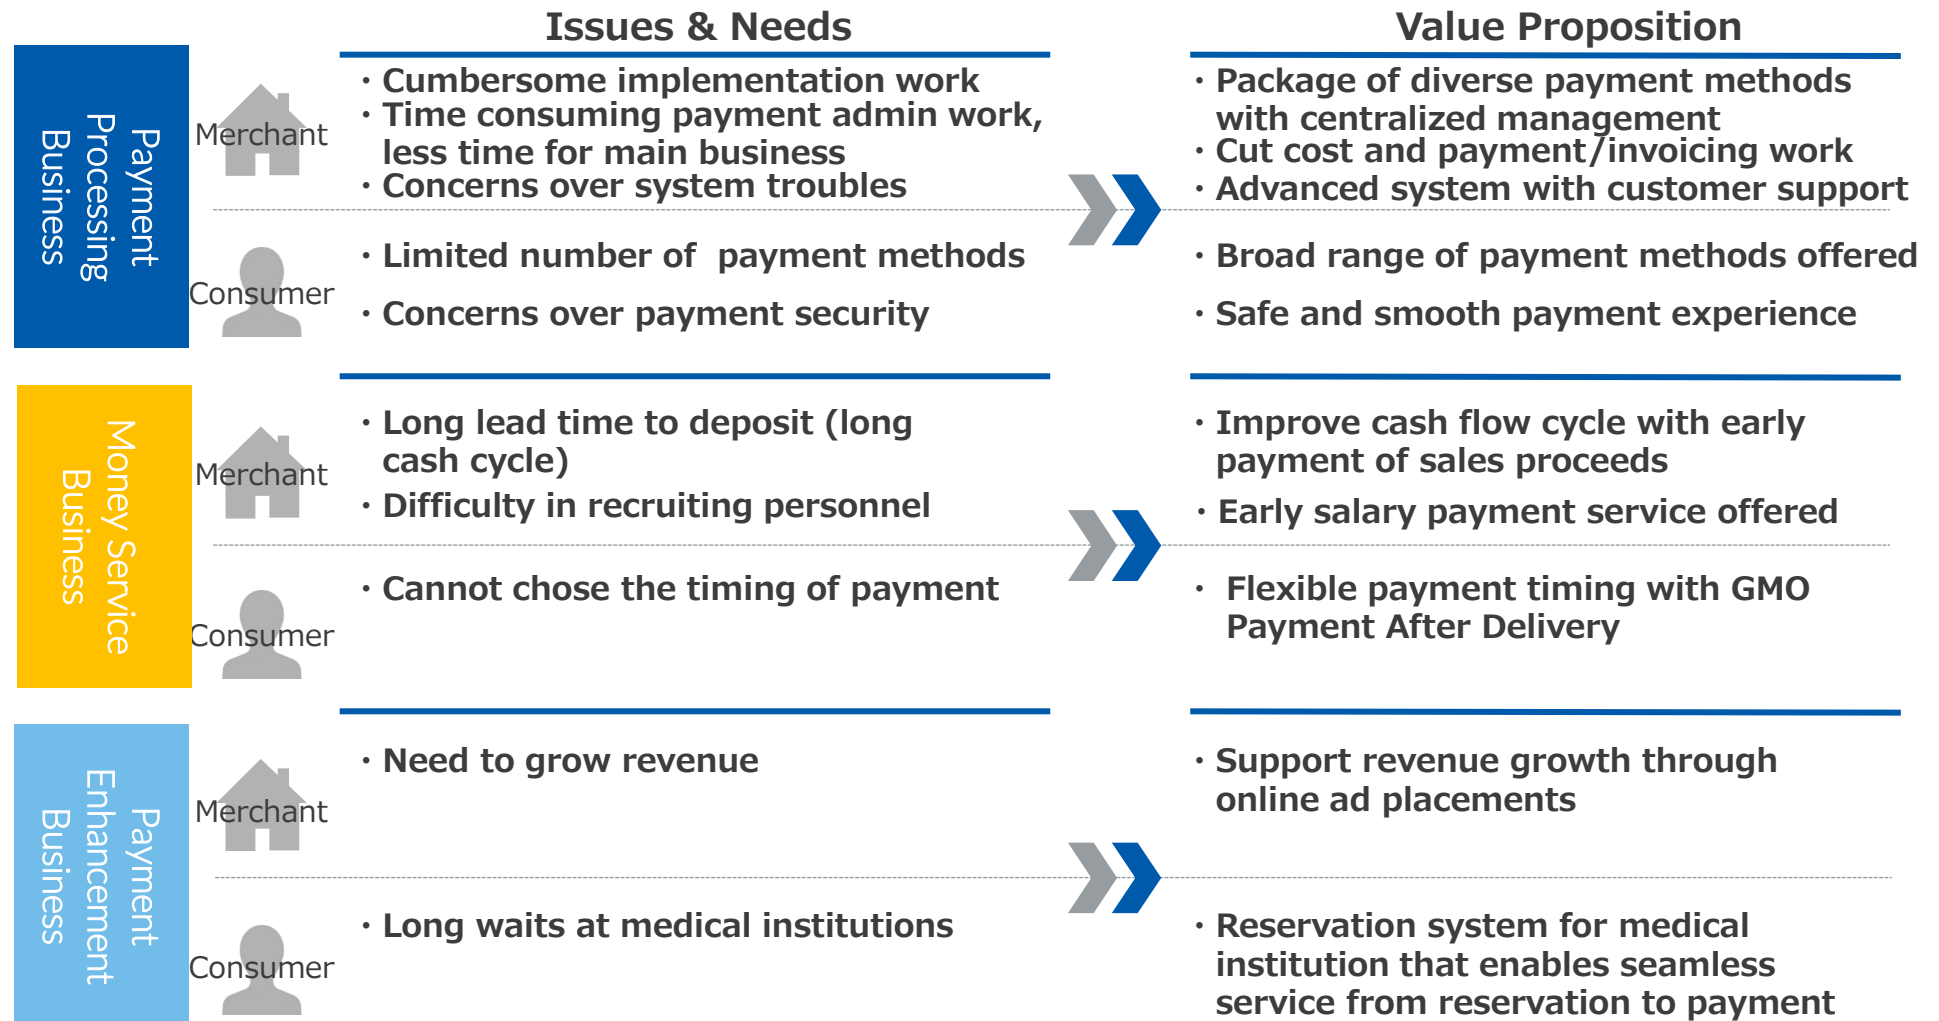 Issues & Needs
Value Proposition
Payment
Processing
Business
Merchant
・Cumbersome implementation work
・Time consuming payment admin work,
less time for main business
・Concerns over system troubles
・Package of diverse payment methods
with centralized management
・Cut cost and payment/invoicing work
・Advanced system with customer support
Consumer
・Limited number of  payment methods
・Concerns over payment security
・Broad range of payment methods offered
・Safe and smooth payment experience
Money Service
Business
Merchant
・Long lead time to deposit (long
cash cycle)
・Difficulty in recruiting personnel
・Improve cash flow cycle with early
payment of sales proceeds
・Early salary payment service offered
Consumer
・Cannot chose the timing of payment
・ Flexible payment timing with GMO
Payment After Delivery
Payment
Enhancement
Business
Merchant
・Need to grow revenue
・Support revenue growth through
online ad placements
Consumer
・Long waits at medical institutions
・Reservation system for medical
institution that enables seamless
service from reservation to payment